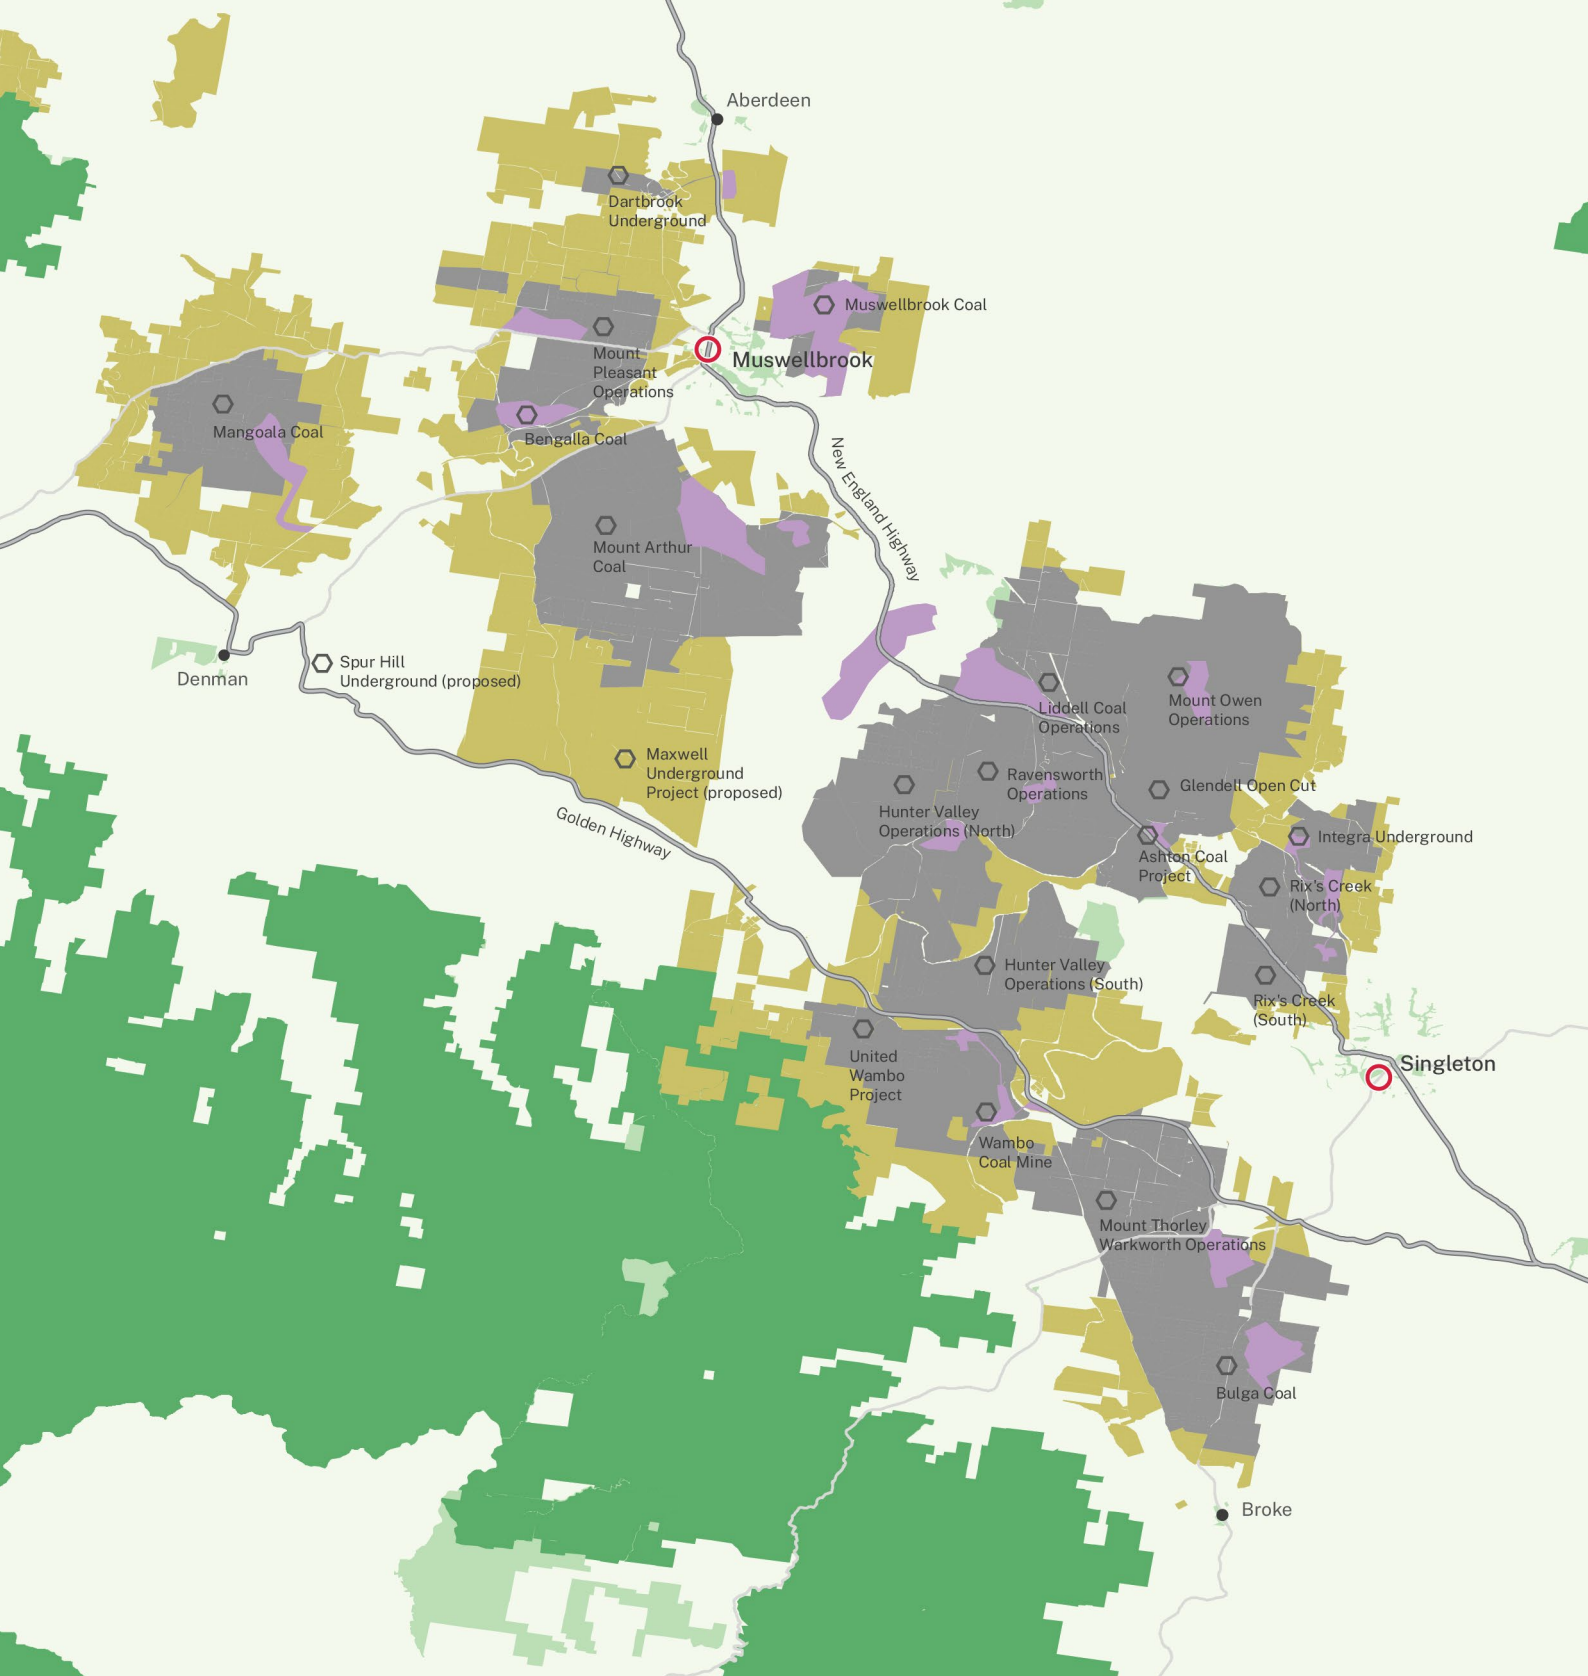 Aberdeen
Dartbrook
Underground
Muswellbrook Coal
Mount
Pleasant
Operations
Muswellbrook
Mangoala Coal
Bengalla Coal
New England Highway
Mount Arthur
Coal
Denman
Spur Hill
Underground (proposed)
Liddell Coal
Operations
Mount Owen
Operations
Maxwell
Underground
Project (proposed)
Ravensworth
Operations
Glendell Open Cut
Hunter Valley
Operations (North)
Golden Highway
Integra Underground
Ashton Coal
Project
Rix's Creek
(North)
Hunter Valley
Operations (South)
Rix's Creek
(South)
United
Wambo
Project
Singleton
Wambo
Coal Mine
Mount Thorley
Warkworth Operations
Bulga Coal
Broke